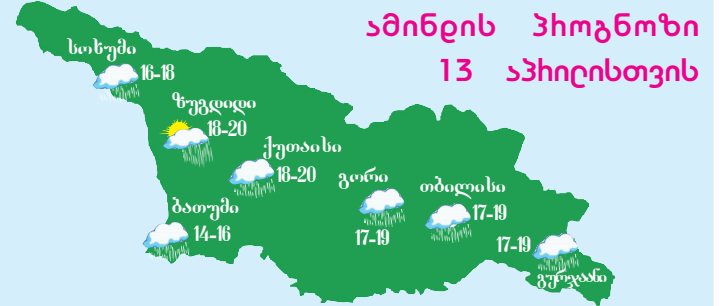 ამინდის პროგნოზი
13 აპრილისთვის
სოხუმი
16-18
ზუგდიდი
18-20
ქუთაისი
18-20
გორი
17-19
თბილისი
17-19
ბათუმი
14-16
17-19
გურჯაანი